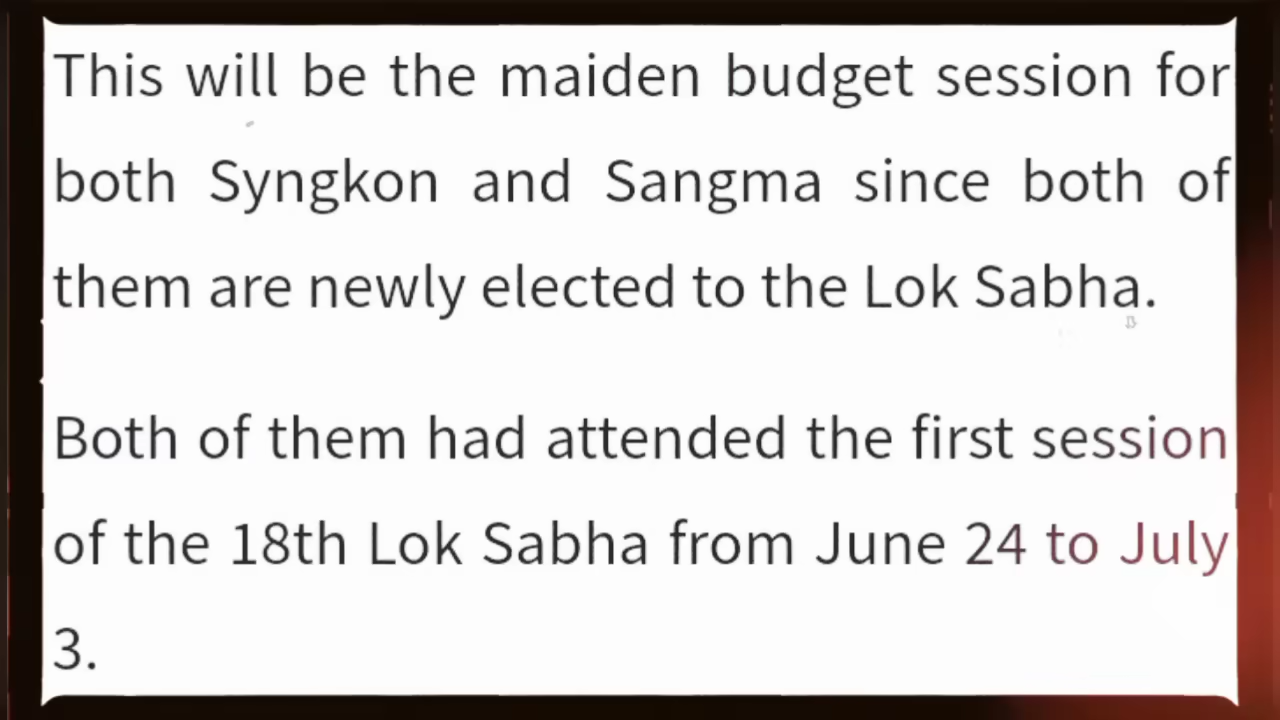 This will be the maiden budget session for
both Syngkon and Sangma since both of
them are newly elected to the Lok Sabha.
Both of them had attended the first session
of the 18th Lok Sabha from June 24 to July
3.